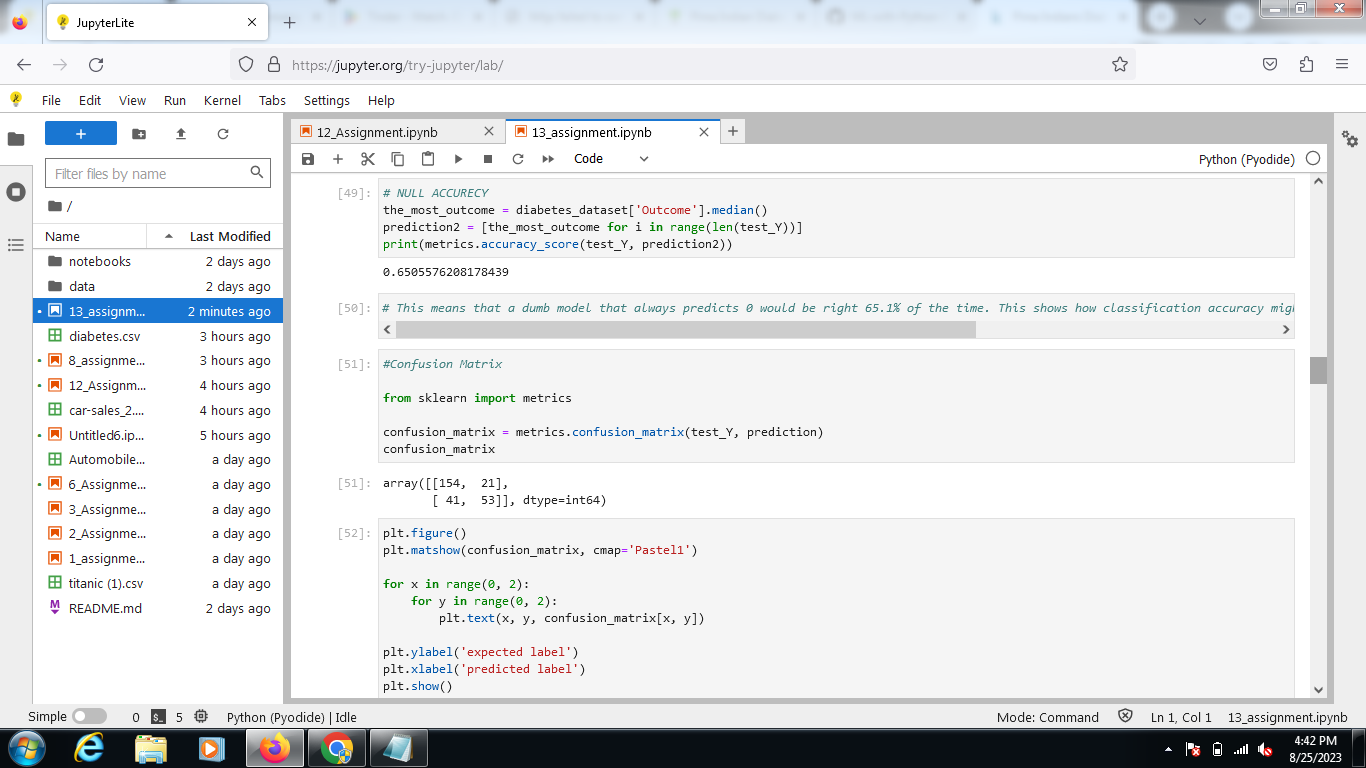 JupyterLite
https://jupyter.org/try-jupyter/lab/
File Edit View Run Kernel Tabs Settings Help
12_Assignment.ipynb
13_assignment.ipynb
Code
Python (Pyodide)
Filter files by name
/
Name Last Modified
notebooks 2 days ago
data 2 days ago
13_assignm... 2 minutes ago
diabetes.csv 3 hours ago
8_assignme... 3 hours ago
12_Assignm... 4 hours ago
car-sales_2.... 4 hours ago
Untitled6.ip... 5 hours ago
Automobile... a day ago
6_Assignme... a day ago
3_Assignme... a day ago
2_Assignme... a day ago
1_assignme... a day ago
titanic (1).csv a day ago
README.md 2 days ago
[49]: # NULL ACCURECY
the_most_outcome = diabetes_dataset['Outcome'].median()
prediction2 = [the_most_outcome for i in range(len(test_Y))]
print(metrics.accuracy_score(test_Y, prediction2))
0.6505576208178439
[50]: # This means that a dumb model that always predicts 0 would be right 65.1% of the time. This shows how classification accuracy mig
[51]: #Confusion Matrix
from sklearn import metrics
confusion_matrix = metrics.confusion_matrix(test_Y, prediction)
confusion_matrix
[51]: array([[154, 21],
[ 41, 53]], dtype=int64)
[52]: plt.figure()
plt.matshow(confusion_matrix, cmap='Pastel1')
for x in range(0, 2):
for y in range(0, 2):
plt.text(x, y, confusion_matrix[x, y])
plt.ylabel('expected label')
plt.xlabel('predicted label')
plt.show()
Simple 0 5 Python (Pyodide) | Idle Mode: Command Ln 1, Col 1 13_assignment.ipynb
4:42 PM
8/25/2023